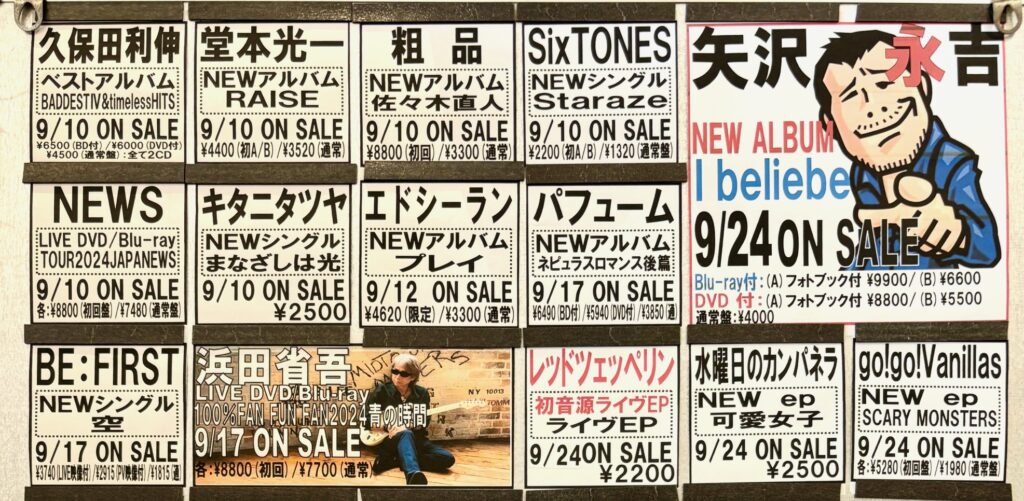 久保田利伸
ベストアルバム
BADDESTIV&timelessHITS
9/10 ON SALE
¥6500(BD付)/¥6000(DVD付)
¥4500(通常盤):全て2CD
堂本光一
NEWアルバム
RAISE
9/10 ON SALE
¥4400(初A/B)/¥3520(通常)
粗品
NEWアルバム
佐々木直人
9/10 ON SALE
¥8800(初回)/¥3300(通常)
SixTONES
NEWシングル
Staraze
9/10 ON SALE
¥2200(初A/B)/¥1320(通常)
矢沢永吉
NEW ALBUM
I beliebe
9/24 ON SALE
Blu-ray付:(A)フォトブック付 ¥9900/(B)¥6600
DVD付:(A)フォトブック付 ¥8800/(B)¥5500
通常盤:¥4000
NEWS
LIVE DVD/Blu-ray
TOUR2024JAPANEWS
9/10 ON SALE
各:¥8800(初回盤)/¥7480(通常盤)
キタニタツヤ
NEWシングル
まなざしは光
9/10 ON SALE
¥2500
エドシーラン
NEWアルバム
プレイ
9/12 ON SALE
¥4620(限定)/¥3300(通常)
パフューム
NEWアルバム
ネビュラスロマンス後篇
9/17 ON SALE
¥6490(BD付)/¥5940(DVD付)/¥3850(通
BE:FIRST
NEWシングル
空
9/17 ON SALE
¥3740(LIVE映像付)/¥2915(PV映像付)/¥1815(通
浜田省吾
LIVE DVD/Blu-ray
100%FAN FUN FAN2024青の時間
9/17 ON SALE
各:¥8800(初回)/¥7700(通常)
NY 10013
レッドツェッペリン
初音源ライヴEP
ライヴEP
9/24ON SALE
¥2200
水曜日のカンパネラ
NEW ep
可愛女子
9/24 ON SALE
¥2500
go!go!Vanillas
NEW ep
SCARY MONSTERS
9/24 ON SALE
各:¥5280(初回盤)/¥1980(通常盤)